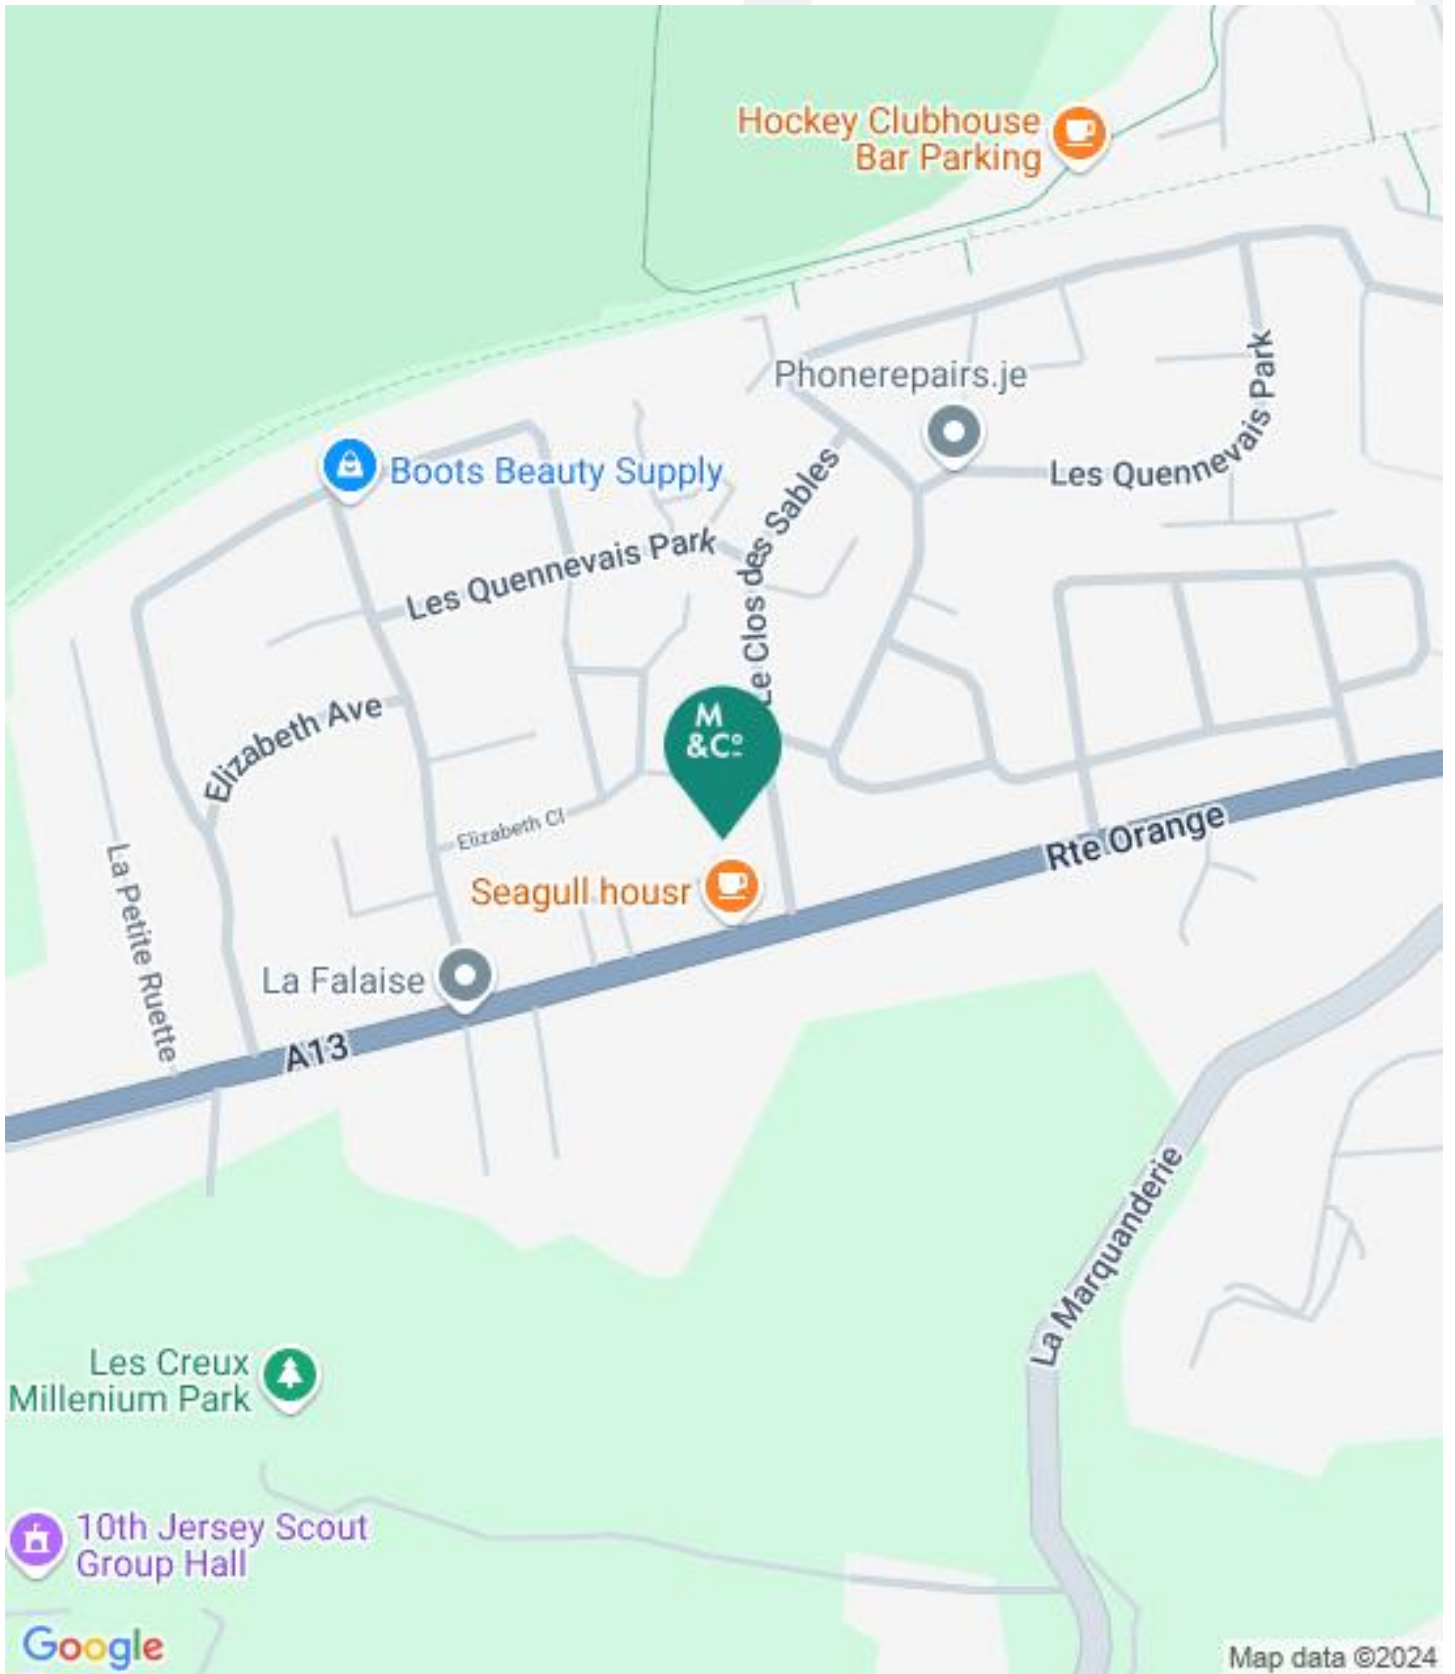 Hockey Clubhouse
Bar Parking
Phonerepairs.je
Les Quennevais Park
Boots Beauty Supply
Le Clos des Sables
Les Quennevais Park
Elizabeth Ave
M
&Co
Elizabeth Cl
Rte Orange
La Petite Ruette
Seagull housr
La Falaise
A13
La Marquanderie
Les Creux
Millenium Park
10th Jersey Scout
Group Hall
Google
Map data ©2024